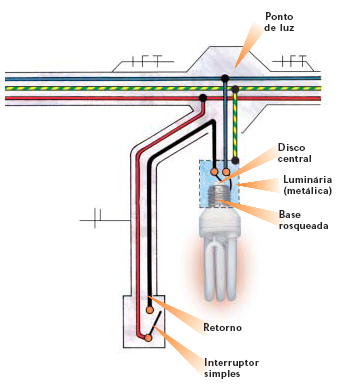 Ponto
de luz
Disco
central
Luminária
(metálica)
Base
rosqueada
Retorno
Interruptor
simples